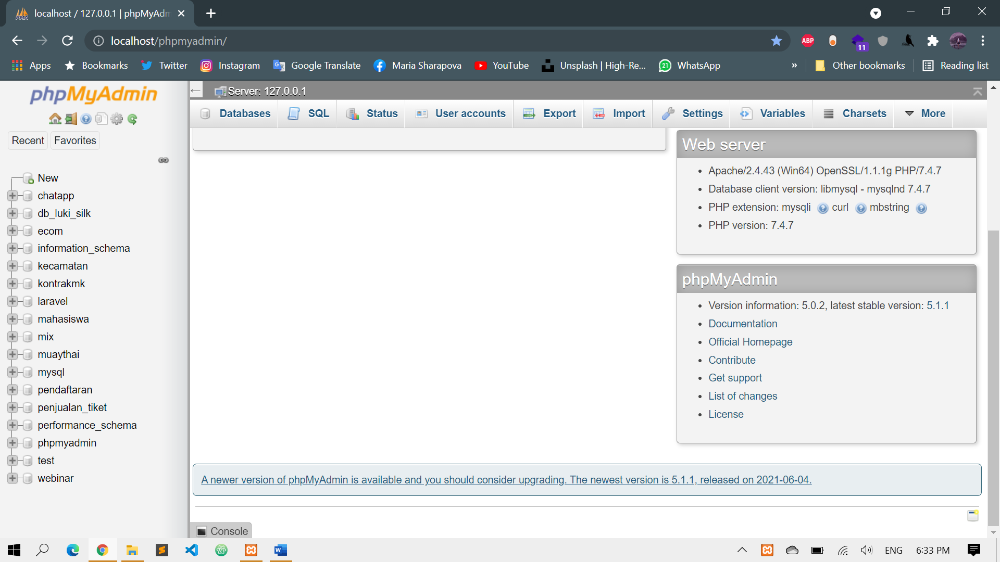 localhost / 127.0.0.1 | phpMyAdm
localhost/phpmyadmin/
ABP
11
Apps
Bookmarks
Twitter
Instagram
Google Translate
Maria Sharapova
YouTube
Unsplash | High-Re...
21
WhatsApp
»
Other bookmarks
Reading list
phpMyAdmin
Recent
Favorites
New
chatapp
db_luki_silk
ecom
information_schema
kecamatan
kontrakmk
laravel
mahasiswa
mix
muaythai
mysql
pendaftaran
penjualan_tiket
performance_schema
phpmyadmin
test
webinar
Server: 127.0.0.1
Databases
SQL
Status
User accounts
Export
Import
Settings
Variables
Charsets
More
Web server
Apache/2.4.43 (Win64) OpenSSL/1.1.1g PHP/7.4.7
Database client version: libmysql - mysqlnd 7.4.7
PHP extension: mysqli curl mbstring
PHP version: 7.4.7
phpMyAdmin
Version information: 5.0.2, latest stable version: 5.1.1
Documentation
Official Homepage
Contribute
Get support
List of changes
License
A newer version of phpMyAdmin is available and you should consider upgrading. The newest version is 5.1.1, released on 2021-06-04.
Console
ENG
6:33 PM